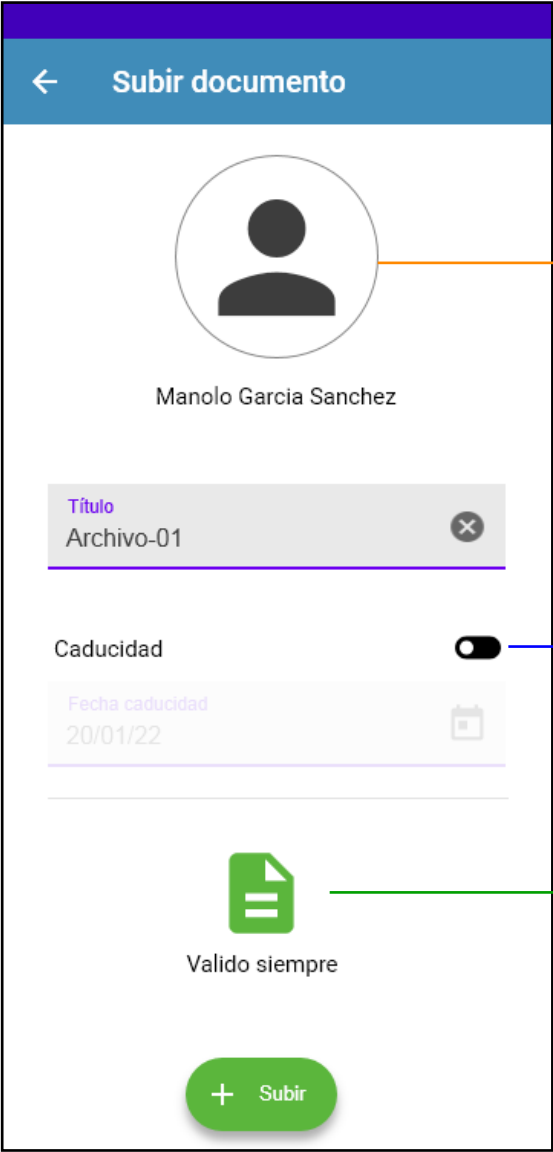 Subir documento
Manolo Garcia Sanchez
Título
Archivo-01
Caducidad
Fecha caducidad
20/01/22
Valido siempre
+ Subir